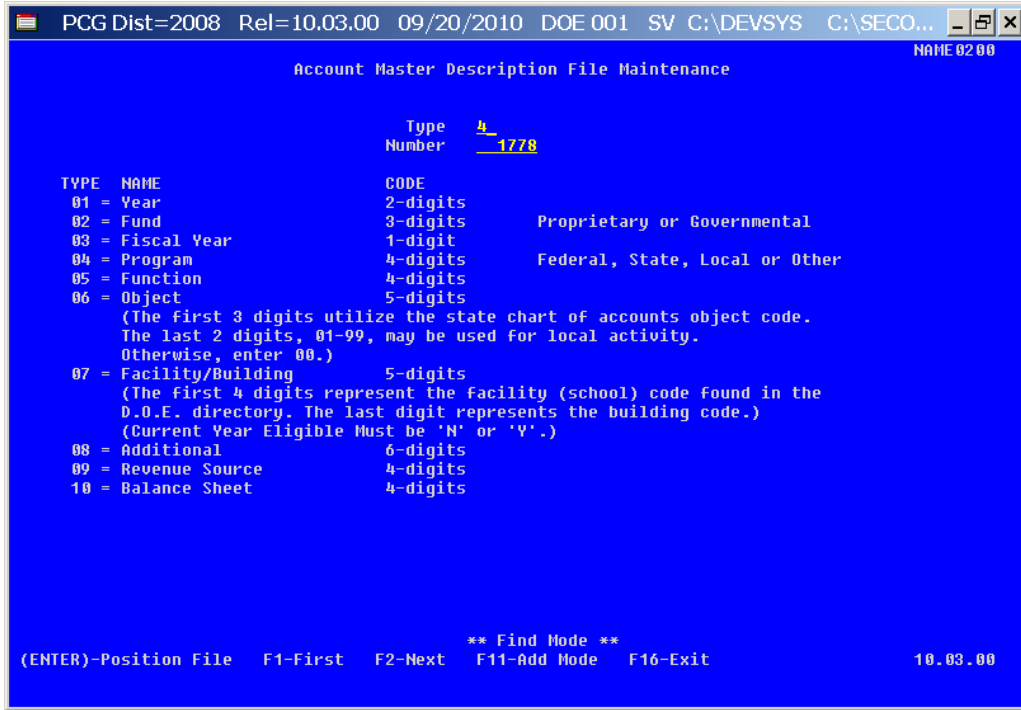 PCG Dist=2008 Rel=10.03.00 09/20/2010 DOE 001 SV C:\DEVSYS C:\SECO...
NAME0200
Account Master Description File Maintenance
Type 4_
Number 1778
TYPE NAME CODE
01 = Year 2-digits
02 = Fund 3-digits Proprietary or Governmental
03 = Fiscal Year 1-digit
04 = Program 4-digits Federal, State, Local or Other
05 = Function 4-digits
06 = Object 5-digits
(The first 3 digits utilize the state chart of accounts object code.
The last 2 digits, 01-99, may be used for local activity.
Otherwise, enter 00.)
07 = Facility/Building 5-digits
(The first 4 digits represent the facility (school) code found in the
D.O.E. directory. The last digit represents the building code.)
(Current Year Eligible Must be 'N' or 'Y'.)
08 = Additional 6-digits
09 = Revenue Source 4-digits
10 = Balance Sheet 4-digits
** Find Mode **
(ENTER)-Position File F1-First F2-Next F11-Add Mode F16-Exit 10.03.00